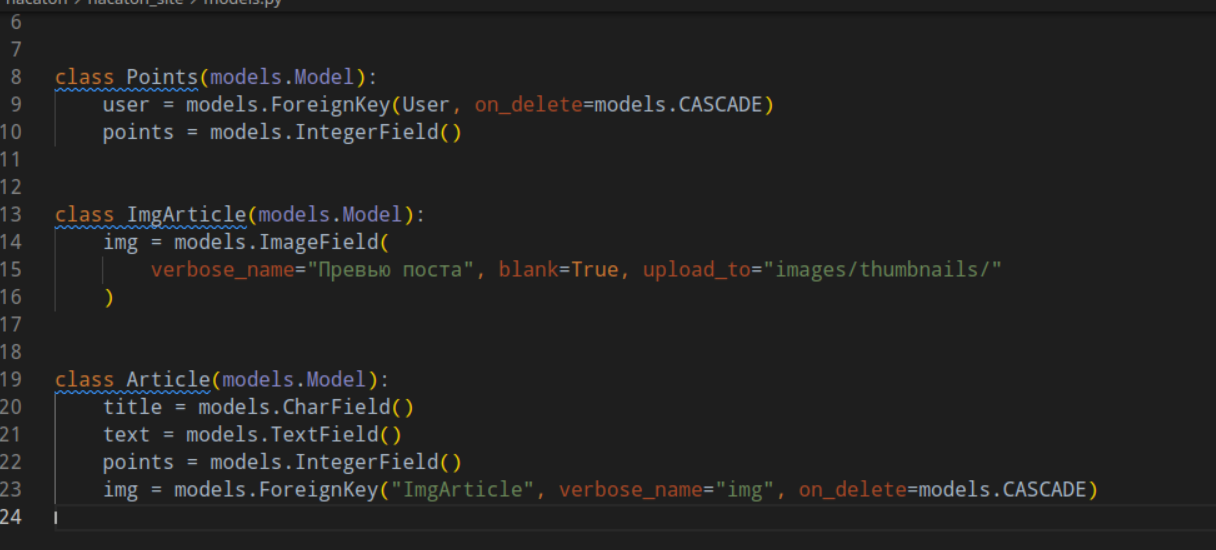 hacaton > hacaton_site > models.py
6
7
8 class Points(models.Model):
9     user = models.ForeignKey(User, on_delete=models.CASCADE)
10     points = models.IntegerField()
11
12
13 class ImgArticle(models.Model):
14     img = models.ImageField(
15         verbose_name="Превью поста", blank=True, upload_to="images/thumbnails/"
16     )
17
18
19 class Article(models.Model):
20     title = models.CharField()
21     text = models.TextField()
22     points = models.IntegerField()
23     img = models.ForeignKey("ImgArticle", verbose_name="img", on_delete=models.CASCADE)
24